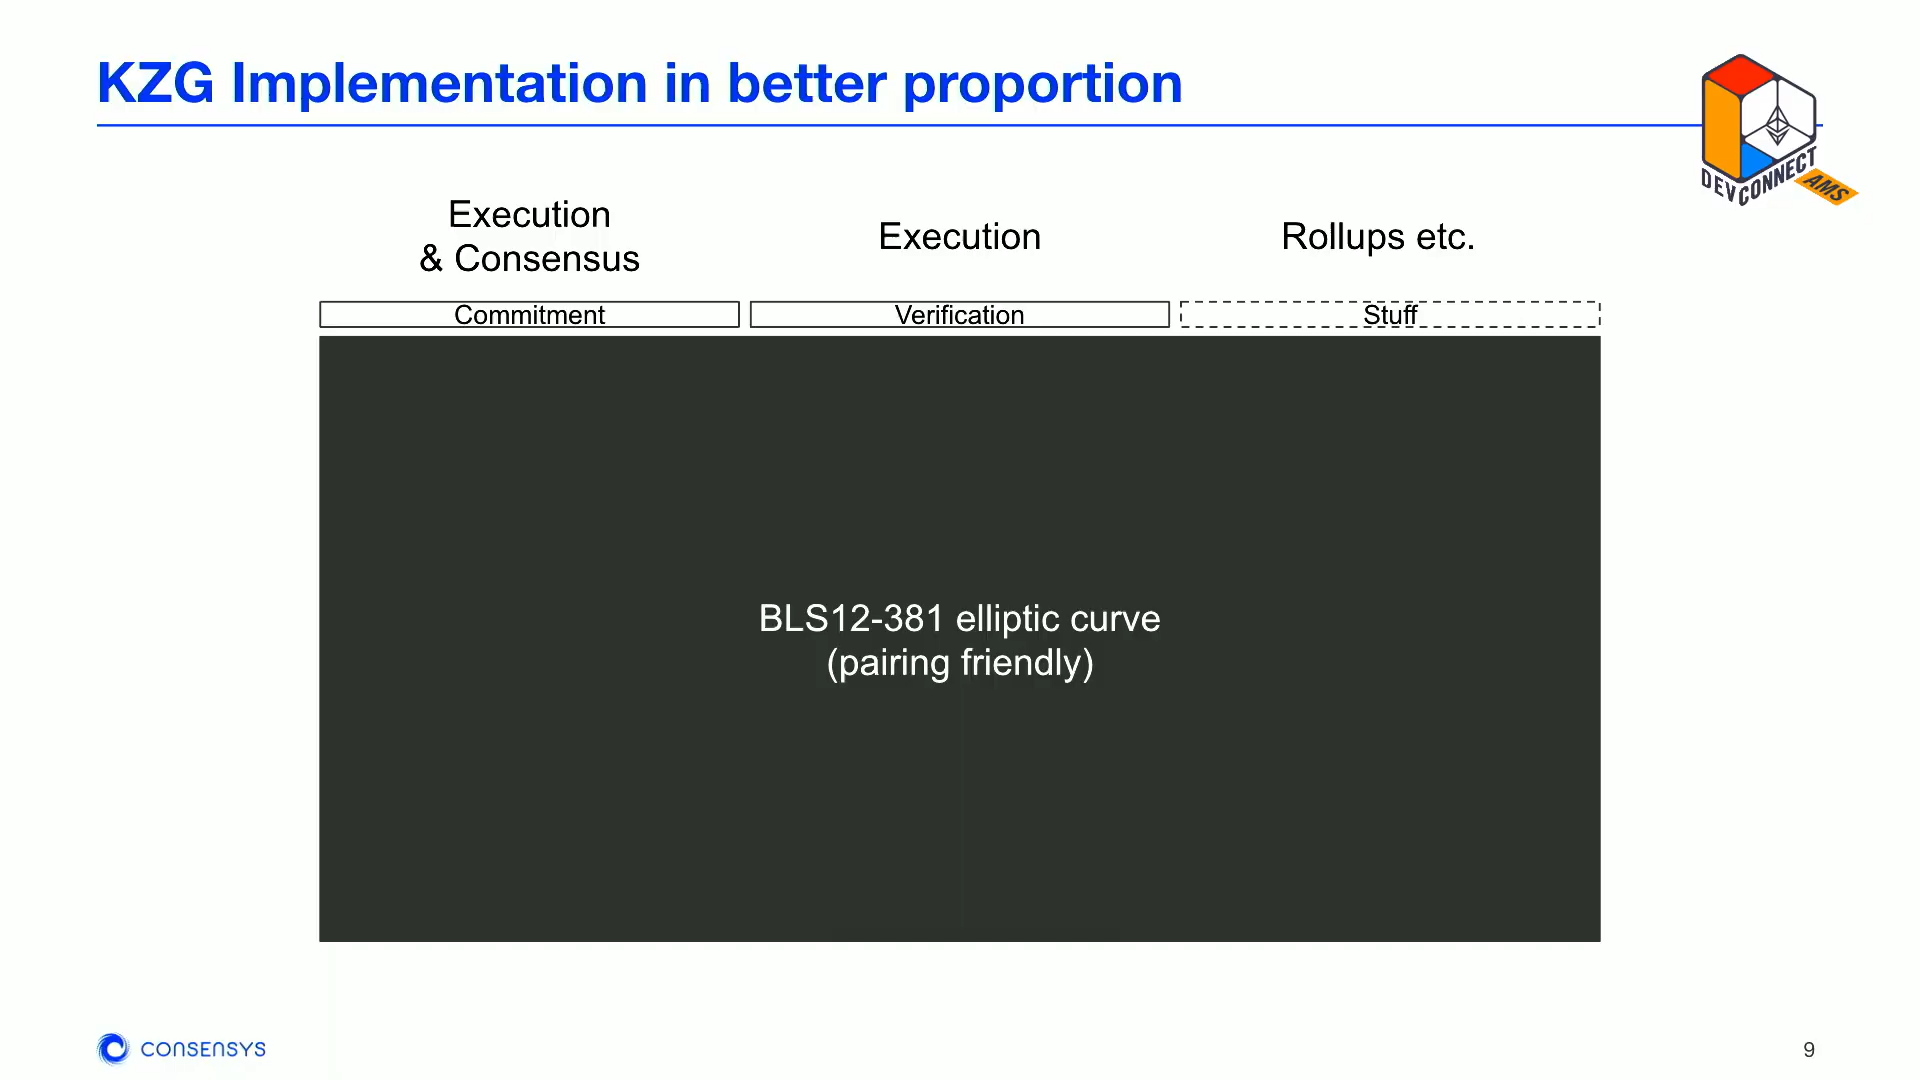 KZG Implementation in better proportion
DEVCONNECT
AMS
Execution
& Consensus
Execution
Rollups etc.
Commitment
Verification
Stuff
BLS12-381 elliptic curve
(pairing friendly)
CONSENSYS
9